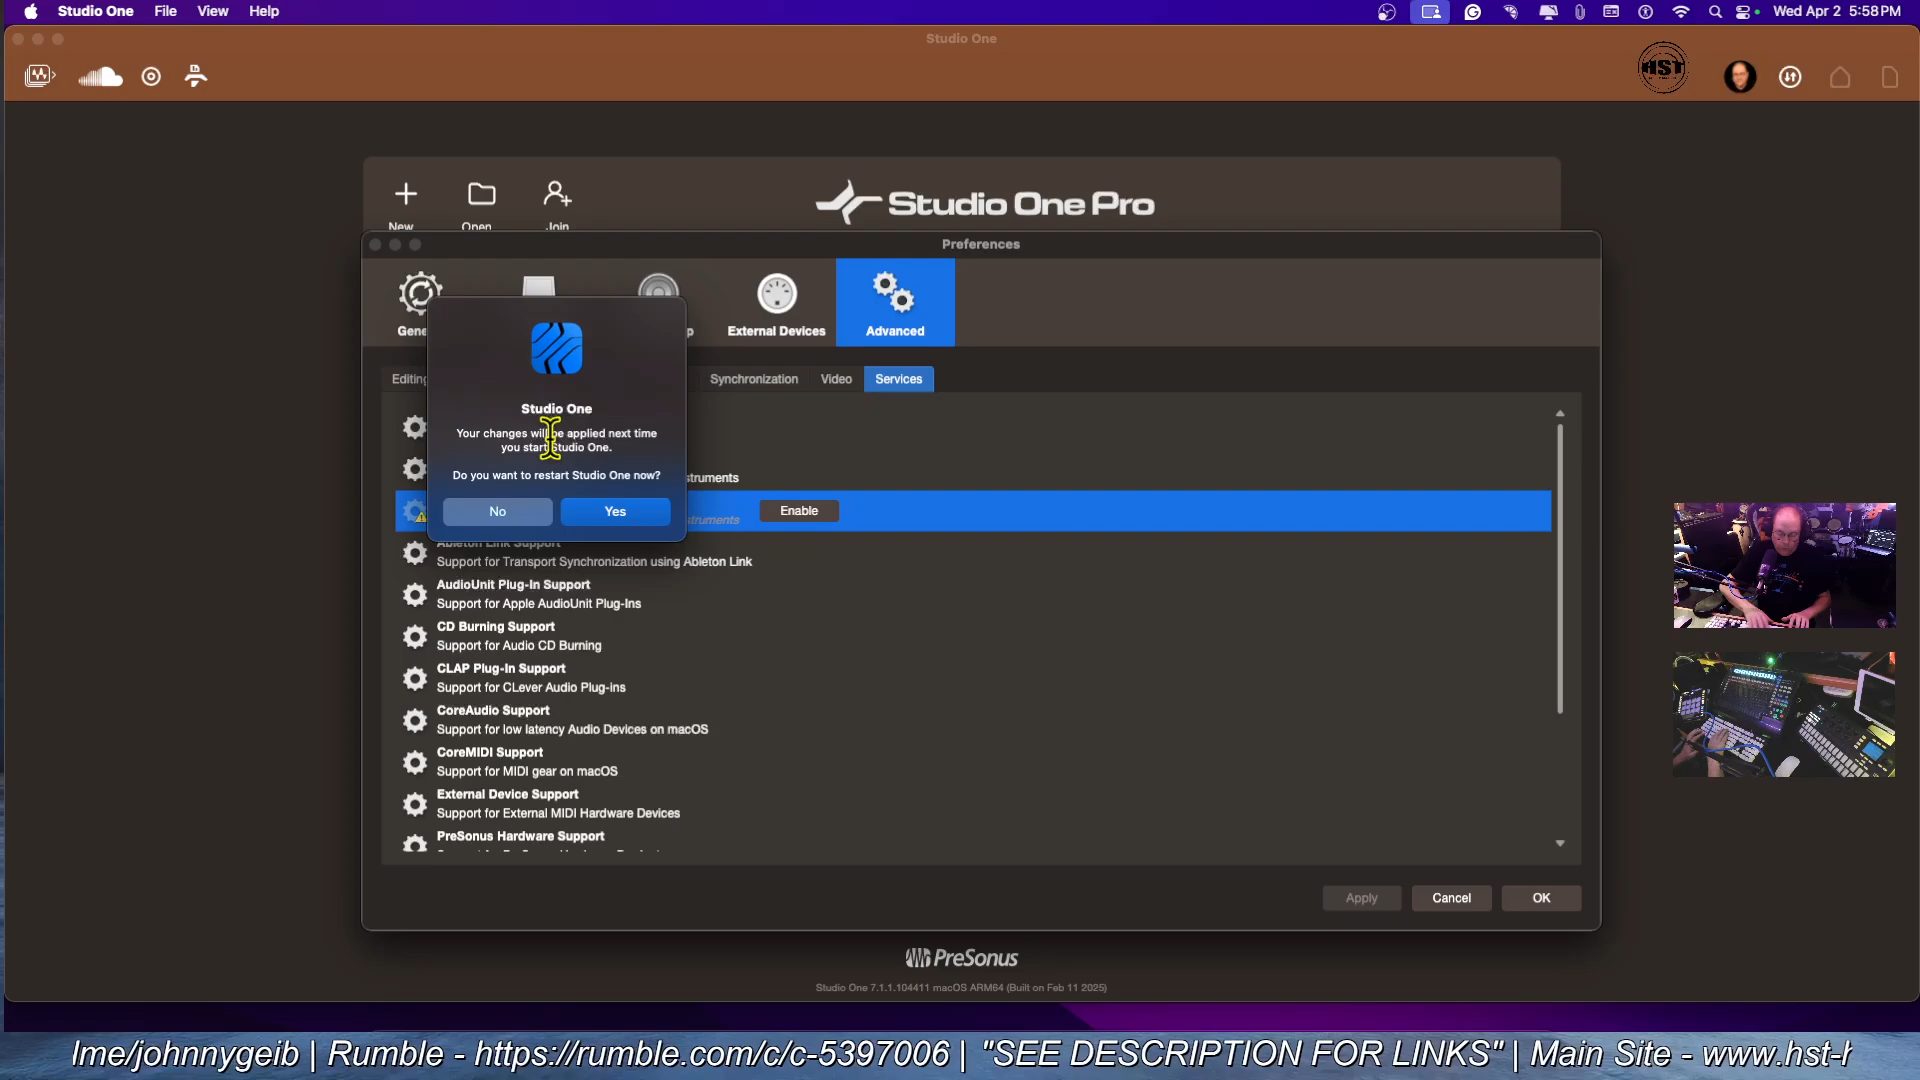 Studio One File View Help
Wed Apr 2 5:58 PM
Studio One
HST
New Open Join
Studio One Pro
Preferences
External Devices Advanced
Synchronization Video Services
Studio One
Your changes will be applied next time
you start Studio One.
Do you want to restart Studio One now?
No Yes
Enable
Ableton Link Support
Support for Transport Synchronization using Ableton Link
AudioUnit Plug-In Support
Support for Apple AudioUnit Plug-Ins
CD Burning Support
Support for Audio CD Burning
CLAP Plug-In Support
Support for CLever Audio Plug-ins
CoreAudio Support
Support for low latency Audio Devices on macOS
CoreMIDI Support
Support for MIDI gear on macOS
External Device Support
Support for External MIDI Hardware Devices
PreSonus Hardware Support
Apply Cancel OK
PreSonus
Studio One 7.1.1.104411 macOS ARM64 (Built on Feb 11 2025)
lme/johnnygeib | Rumble - https://rumble.com/c/c-5397006 | "SEE DESCRIPTION FOR LINKS" | Main Site - www.hst-